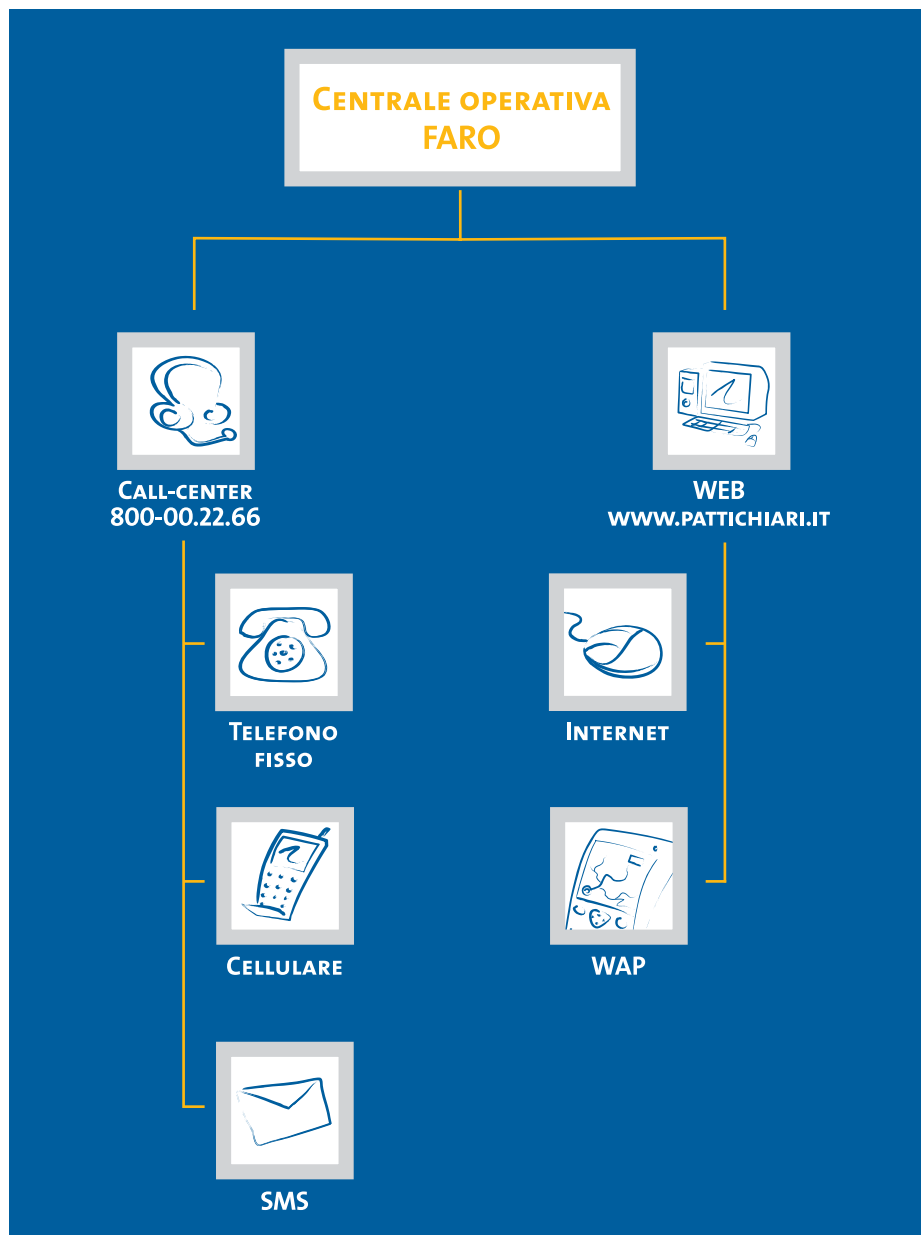 CENTRALE OPERATIVA
FARO
CALL-CENTER
800-00.22.66
WEB
WWW.PATTICHIARI.IT
TELEFONO
FISSO
INTERNET
CELLULARE
WAP
SMS